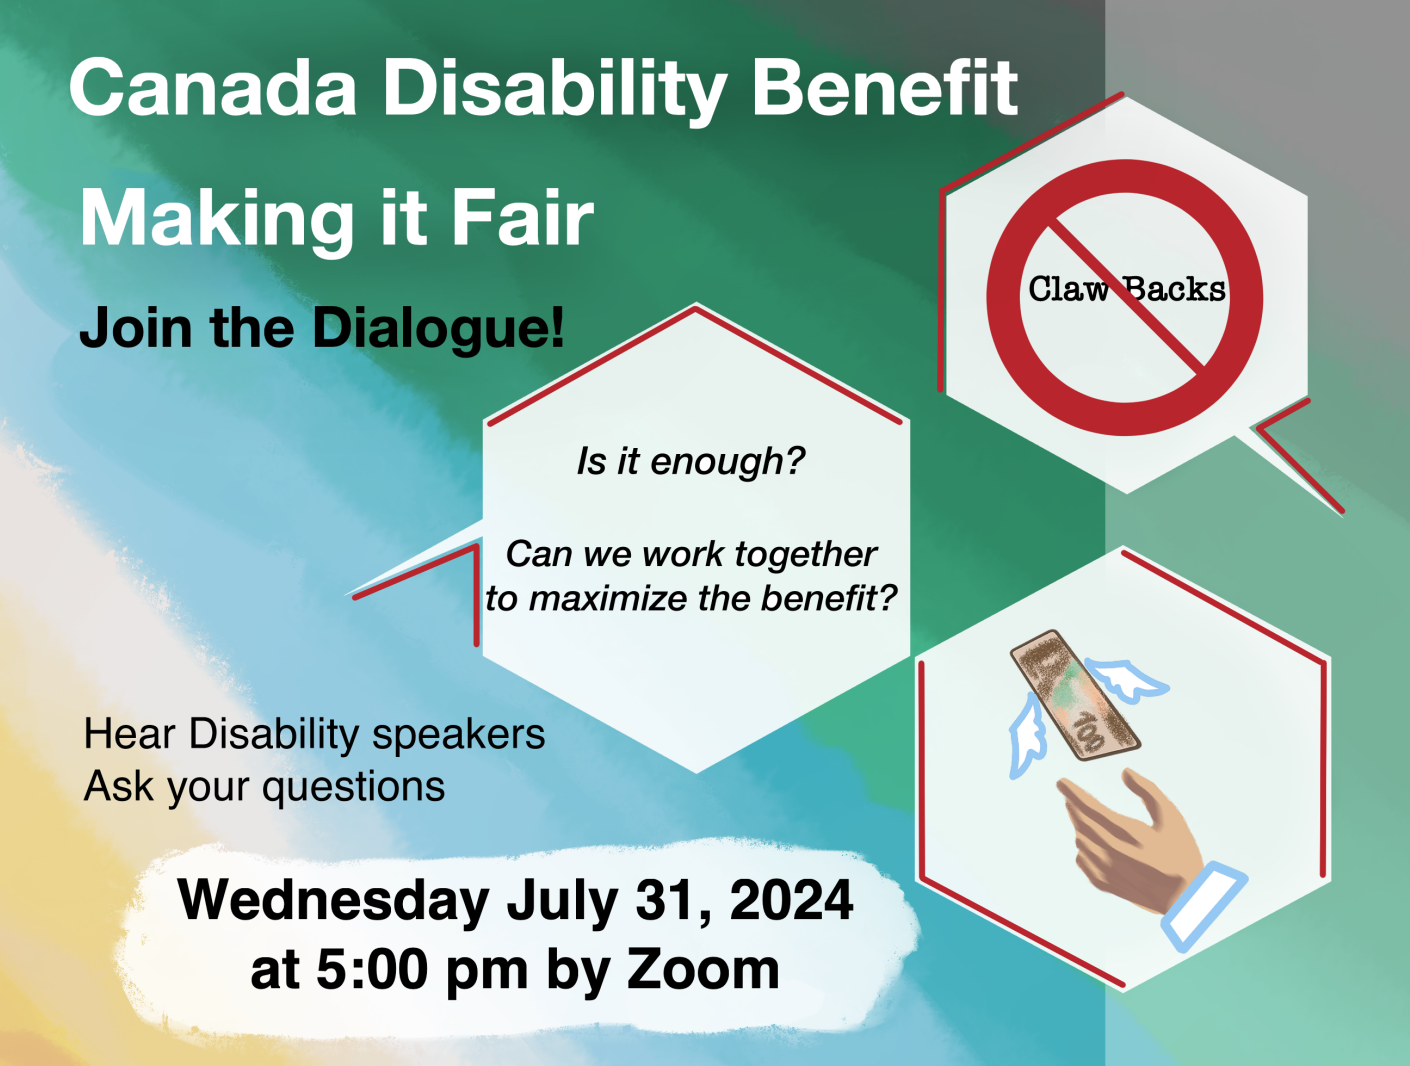 Canada Disability Benefit
Making it Fair
Join the Dialogue!
Claw Backs
Is it enough?
Can we work together
to maximize the benefit?
100
Hear Disability speakers
Ask your questions
Wednesday July 31, 2024
at 5:00 pm by Zoom